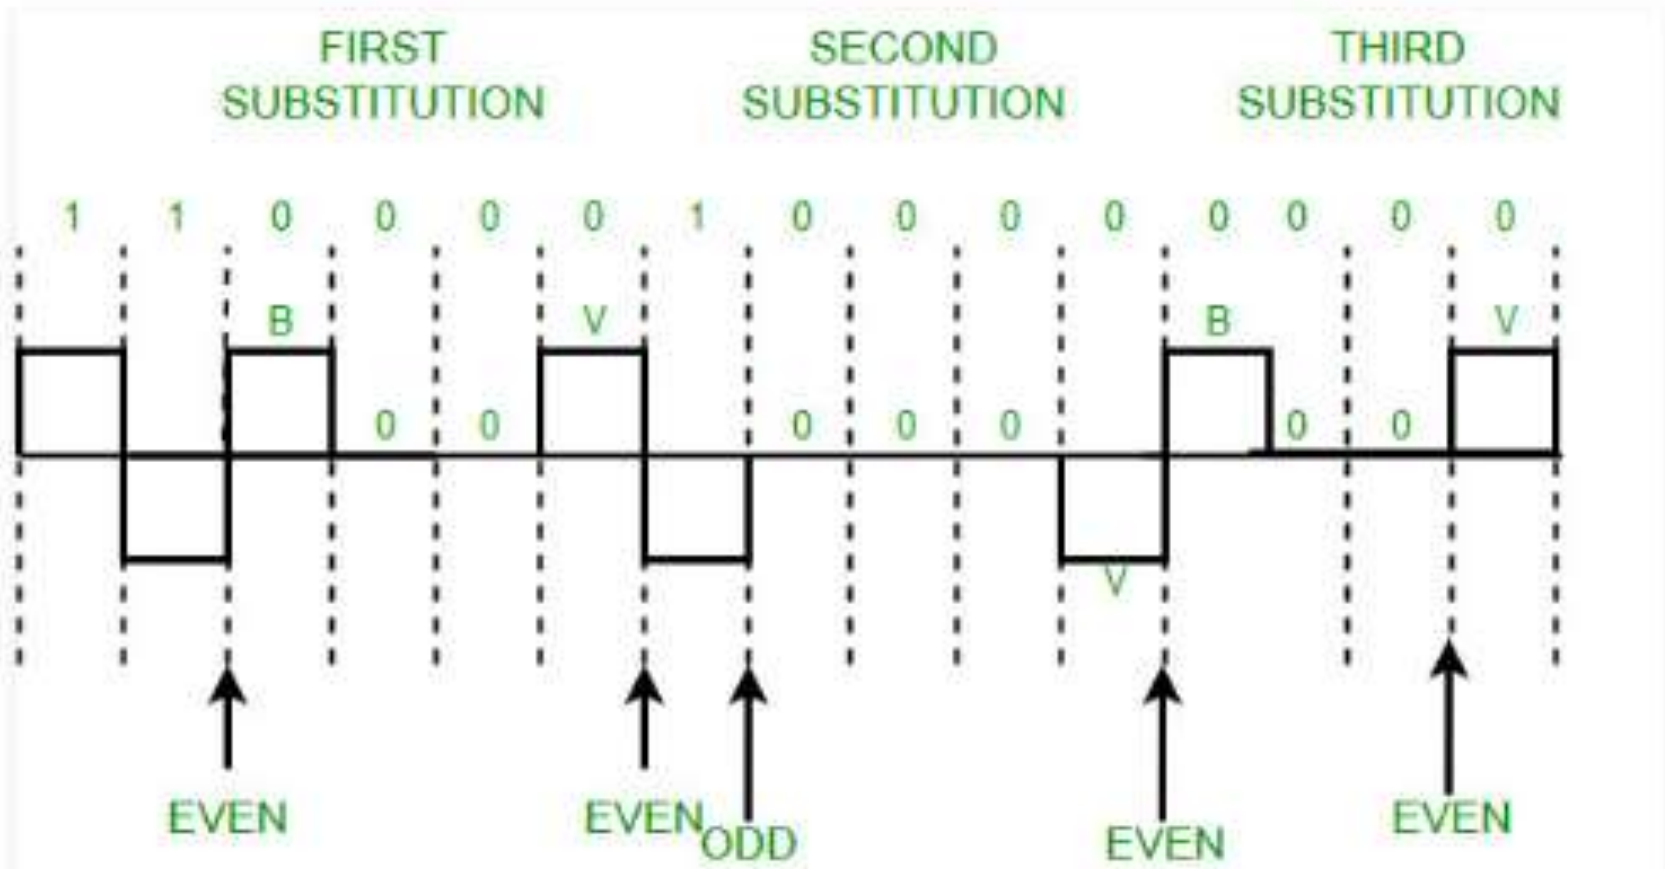 FIRST SUBSTITUTION SECOND SUBSTITUTION THIRD SUBSTITUTION
1 1 0 0 0 0 1 0 0 0 0 0 0 0 0
B V B V
0 0 0 0 0 0 0
V
EVEN EVEN ODD EVEN EVEN